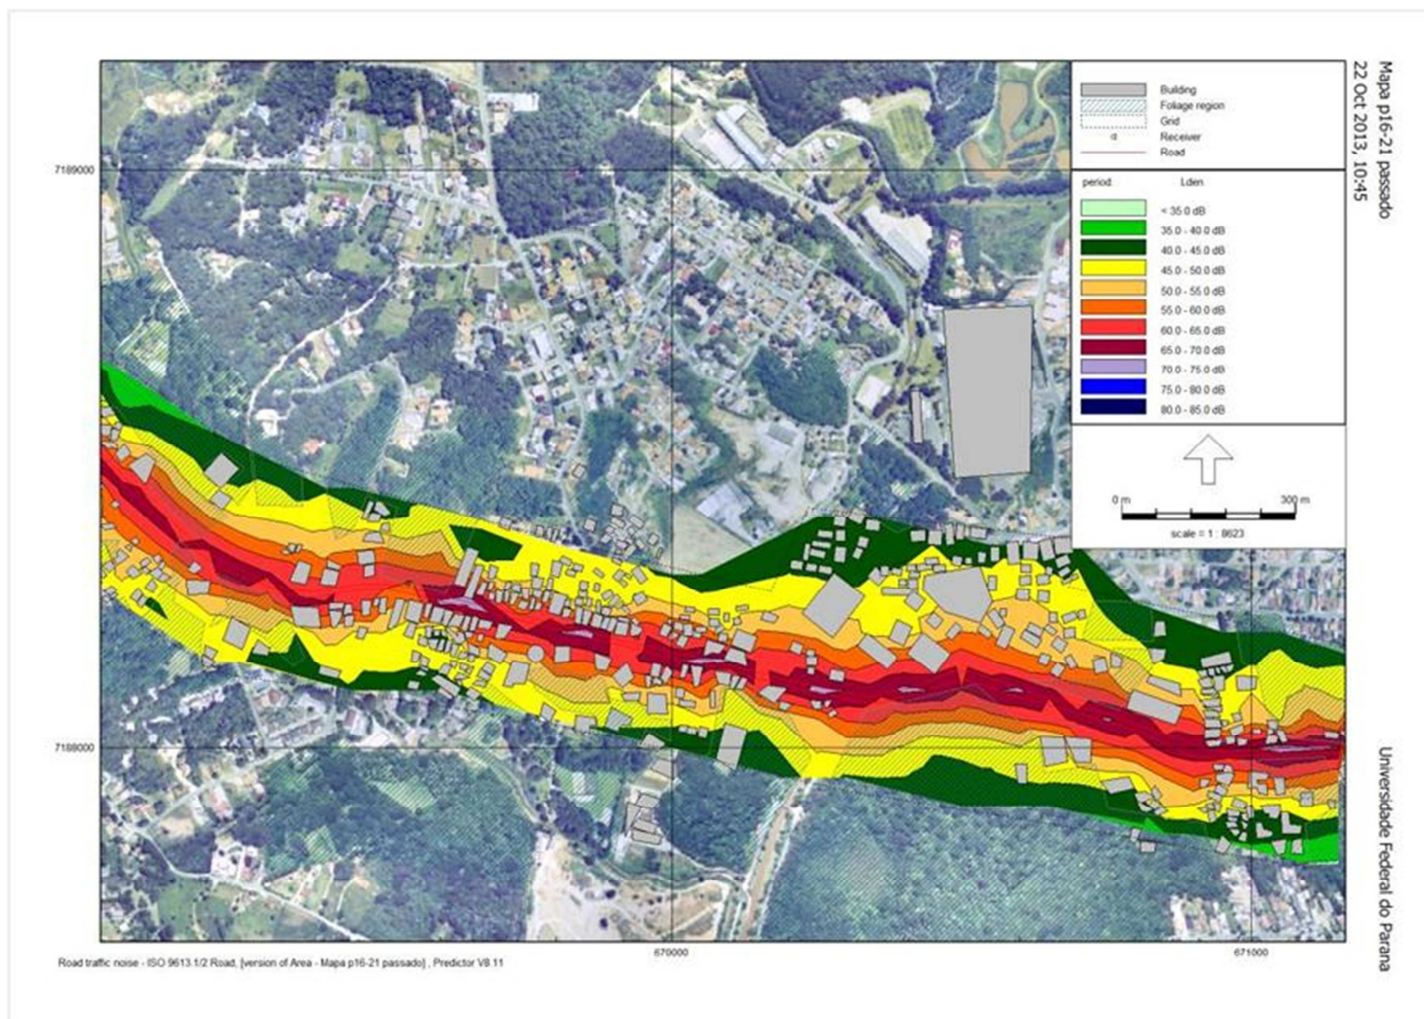 Mapa p16-21 passado
22 Oct 2013, 10:45
Building
Foliage region
Grid
Receiver
Road
period: Lden
< 35.0 dB
35.0 - 40.0 dB
40.0 - 45.0 dB
45.0 - 50.0 dB
50.0 - 55.0 dB
55.0 - 60.0 dB
60.0 - 65.0 dB
65.0 - 70.0 dB
70.0 - 75.0 dB
75.0 - 80.0 dB
80.0 - 85.0 dB
0 m 300 m
scale = 1 : 8623
7189000
7188000
670000 671000
Universidade Federal do Parana
Road traffic noise - ISO 9613.1/2 Road, [version of Area - Mapa p16-21 passado] , Predictor V8.11